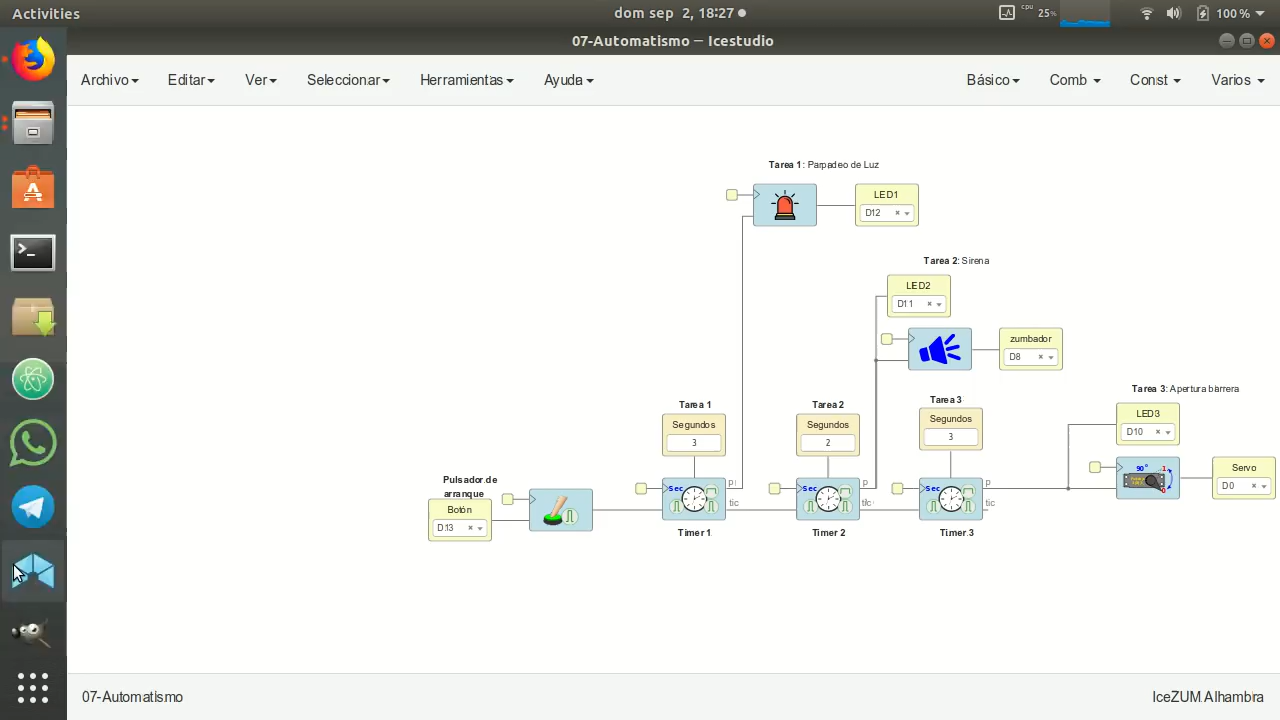 Activities
dom sep 2, 18:27
cpu 25%
100 %
07-Automatismo – Icestudio
Archivo
Editar
Ver
Seleccionar
Herramientas
Ayuda
Básico
Comb
Const
Varios
Tarea 1: Parpadeo de Luz
LED1
D12
Tarea 2: Sirena
LED2
D11
zumbador
D8
Tarea 3: Apertura barrera
LED3
D10
90°
1
0
Servo
D0
Tarea 1
Segundos
3
Tarea 2
Segundos
2
Tarea 3
Segundos
3
Pulsador de
arranque
Botón
D13
Sec
p
tic
Sec
p
tic
Sec
p
tic
Timer 1
Timer 2
Timer 3
07-Automatismo
IceZUM Alhambra